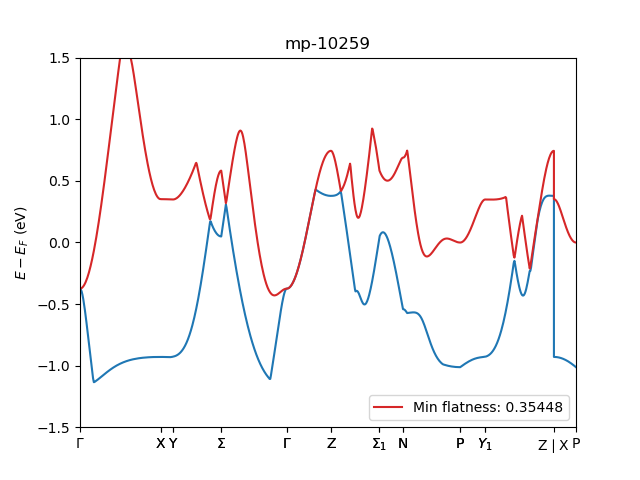 mp-10259
1.5
1.0
0.5
0.0
−0.5
−1.0
−1.5
E − E_F (eV)
Min flatness: 0.35448
Γ X Y Σ Γ Z Σ₁ N P Y₁ Z | X P